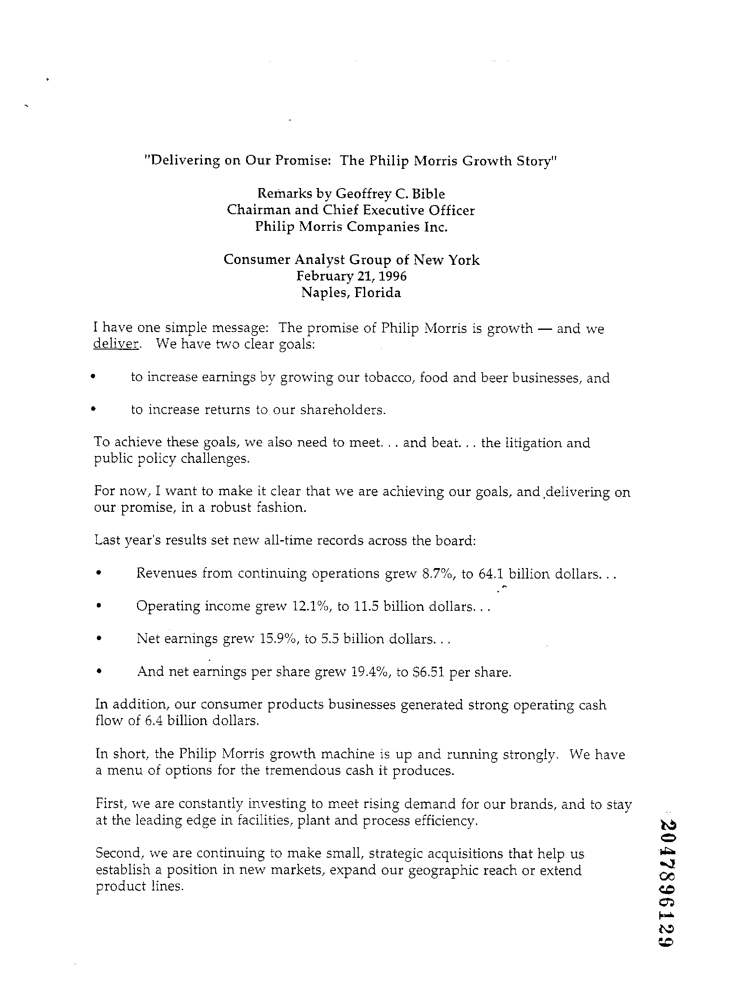 "Delivering on Our Promise: The Philip Morris Growth Story"
Remarks by Geoffrey C. Bible
Chairman and Chief Executive Officer
Philip Morris Companies Inc.
Consumer Analyst Group of New York
February 21, 1996
Naples, Florida
I have one simple message: The promise of Philip Morris is growth — and we
deliver. We have two clear goals:
• to increase earnings by growing our tobacco, food and beer businesses, and
• to increase returns to our shareholders.
To achieve these goals, we also need to meet. . . and beat. . . the litigation and
public policy challenges.
For now, I want to make it clear that we are achieving our goals, and delivering on
our promise, in a robust fashion.
Last year's results set new all-time records across the board:
• Revenues from continuing operations grew 8.7%, to 64.1 billion dollars. . .
• Operating income grew 12.1%, to 11.5 billion dollars. . .
• Net earnings grew 15.9%, to 5.5 billion dollars. . .
• And net earnings per share grew 19.4%, to $6.51 per share.
In addition, our consumer products businesses generated strong operating cash
flow of 6.4 billion dollars.
In short, the Philip Morris growth machine is up and running strongly. We have
a menu of options for the tremendous cash it produces.
First, we are constantly investing to meet rising demand for our brands, and to stay
at the leading edge in facilities, plant and process efficiency.
Second, we are continuing to make small, strategic acquisitions that help us
establish a position in new markets, expand our geographic reach or extend
product lines.
2047896129